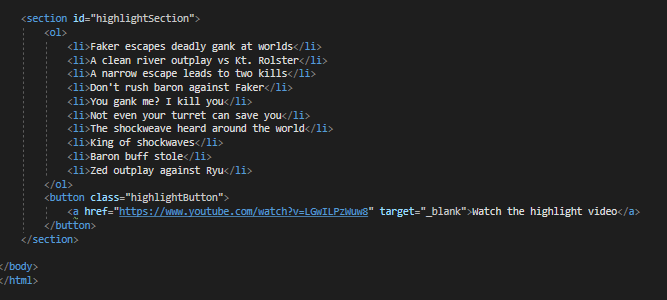 <section id="highlightSection">
<ol>
<li>Faker escapes deadly gank at worlds</li>
<li>A clean river outplay vs Kt. Rolster</li>
<li>A narrow escape leads to two kills</li>
<li>Don't rush baron against Faker</li>
<li>You gank me? I kill you</li>
<li>Not even your turret can save you</li>
<li>The shockweave heard around the world</li>
<li>King of shockwaves</li>
<li>Baron buff stole</li>
<li>Zed outplay against Ryu</li>
</ol>
<button class="highlightButton">
<a href="https://www.youtube.com/watch?v=LGwILPzWuw8" target="_blank">Watch the highlight video</a>
</button>
</section>
</body>
</html>